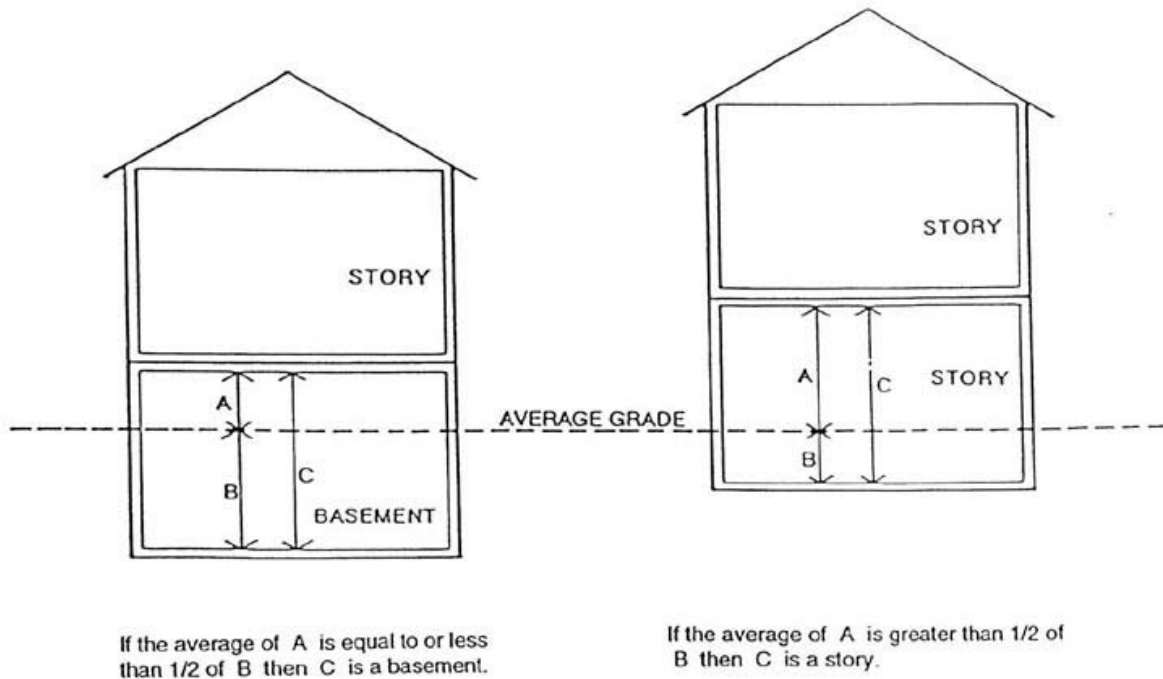 STORY
STORY
A
C
STORY
A
AVERAGE GRADE
B
B
C
BASEMENT
If the average of A is equal to or less
than 1/2 of B then C is a basement.
If the average of A is greater than 1/2 of
B then C is a story.